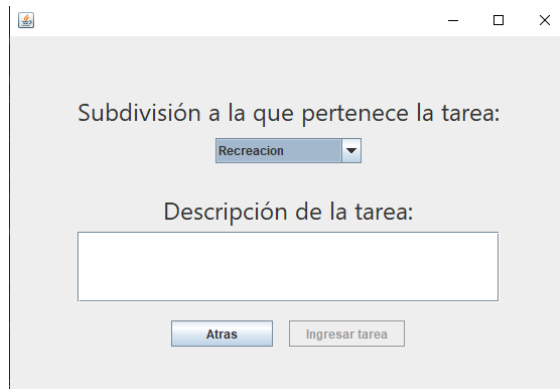 Subdivisión a la que pertenece la tarea:
Recreacion
Descripción de la tarea:
Atras
Ingresar tarea